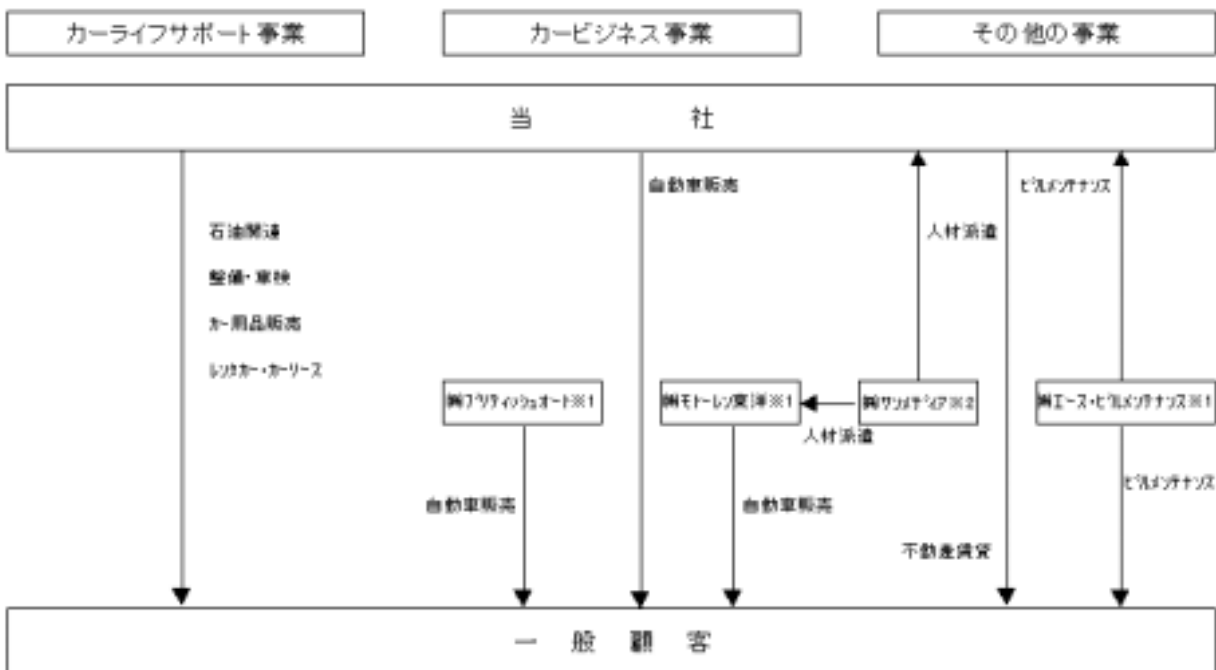 カーライフサポート事業
カービジネス事業
その他の事業
当社
自動車販売
ﾋﾞﾙﾒﾝﾃﾅﾝｽ
石油関連
人材派遣
整備・車検
ｶｰ用品販売
ﾚﾝﾀｶｰ・ｶｰﾘｰｽ
㈱ﾌﾞﾘﾃｨｯｼｭｵｰﾄ※1
㈱ﾓﾄｰﾚﾝ東洋※1
㈱ｻﾝﾒﾃﾞｨｱ※2
㈱ｴｰｽ・ﾋﾞﾙﾒﾝﾃﾅﾝｽ※1
人材派遣
ﾋﾞﾙﾒﾝﾃﾅﾝｽ
自動車販売
自動車販売
不動産賃貸
一般顧客